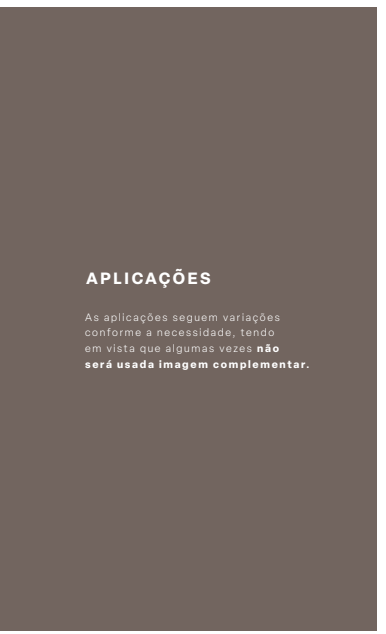 APLICAÇÕES
As aplicações seguem variações
conforme a necessidade, tendo
em vista que algumas vezes não
será usada imagem complementar.